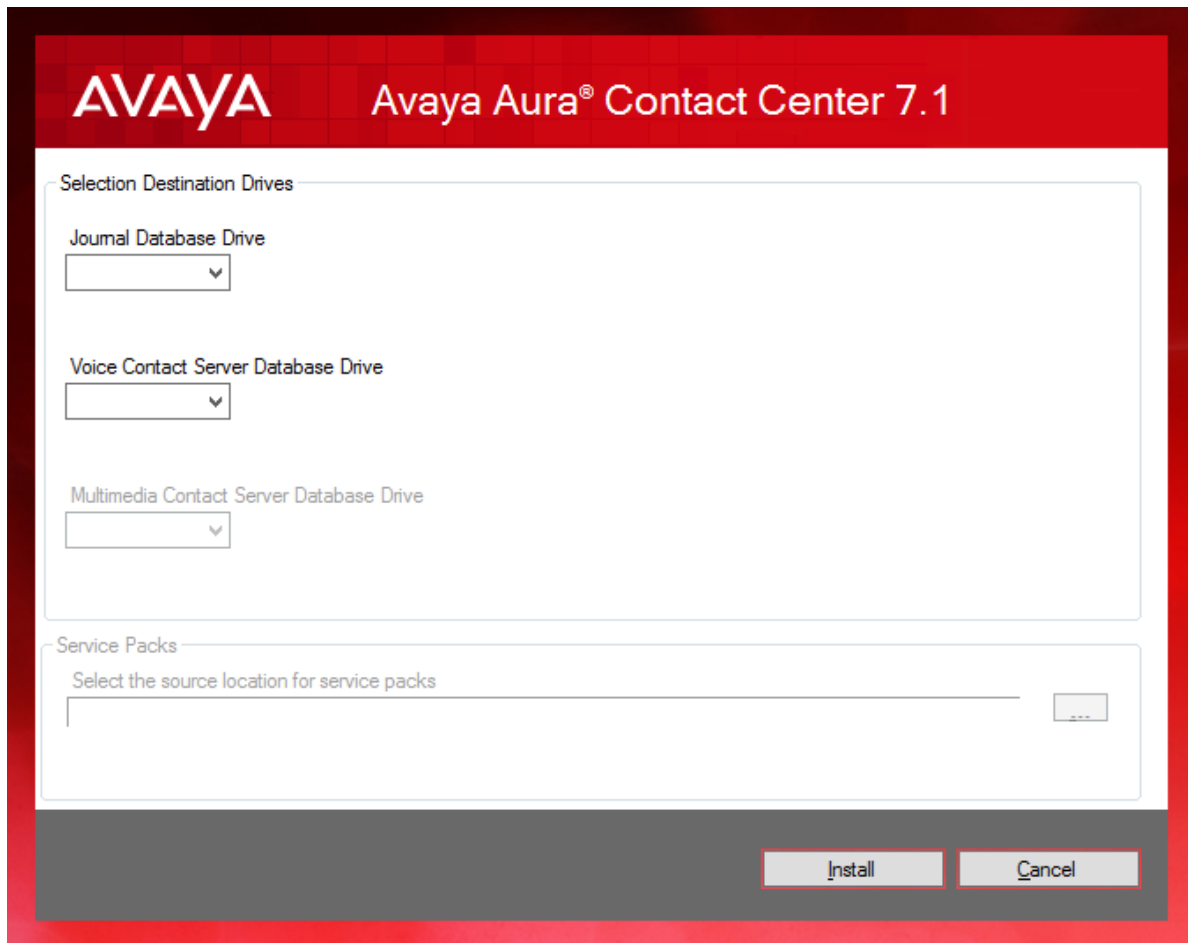 AVAYA
Avaya Aura® Contact Center 7.1
Selection Destination Drives
Journal Database Drive
Voice Contact Server Database Drive
Multimedia Contact Server Database Drive
Service Packs
Select the source location for service packs
...
Install
Cancel